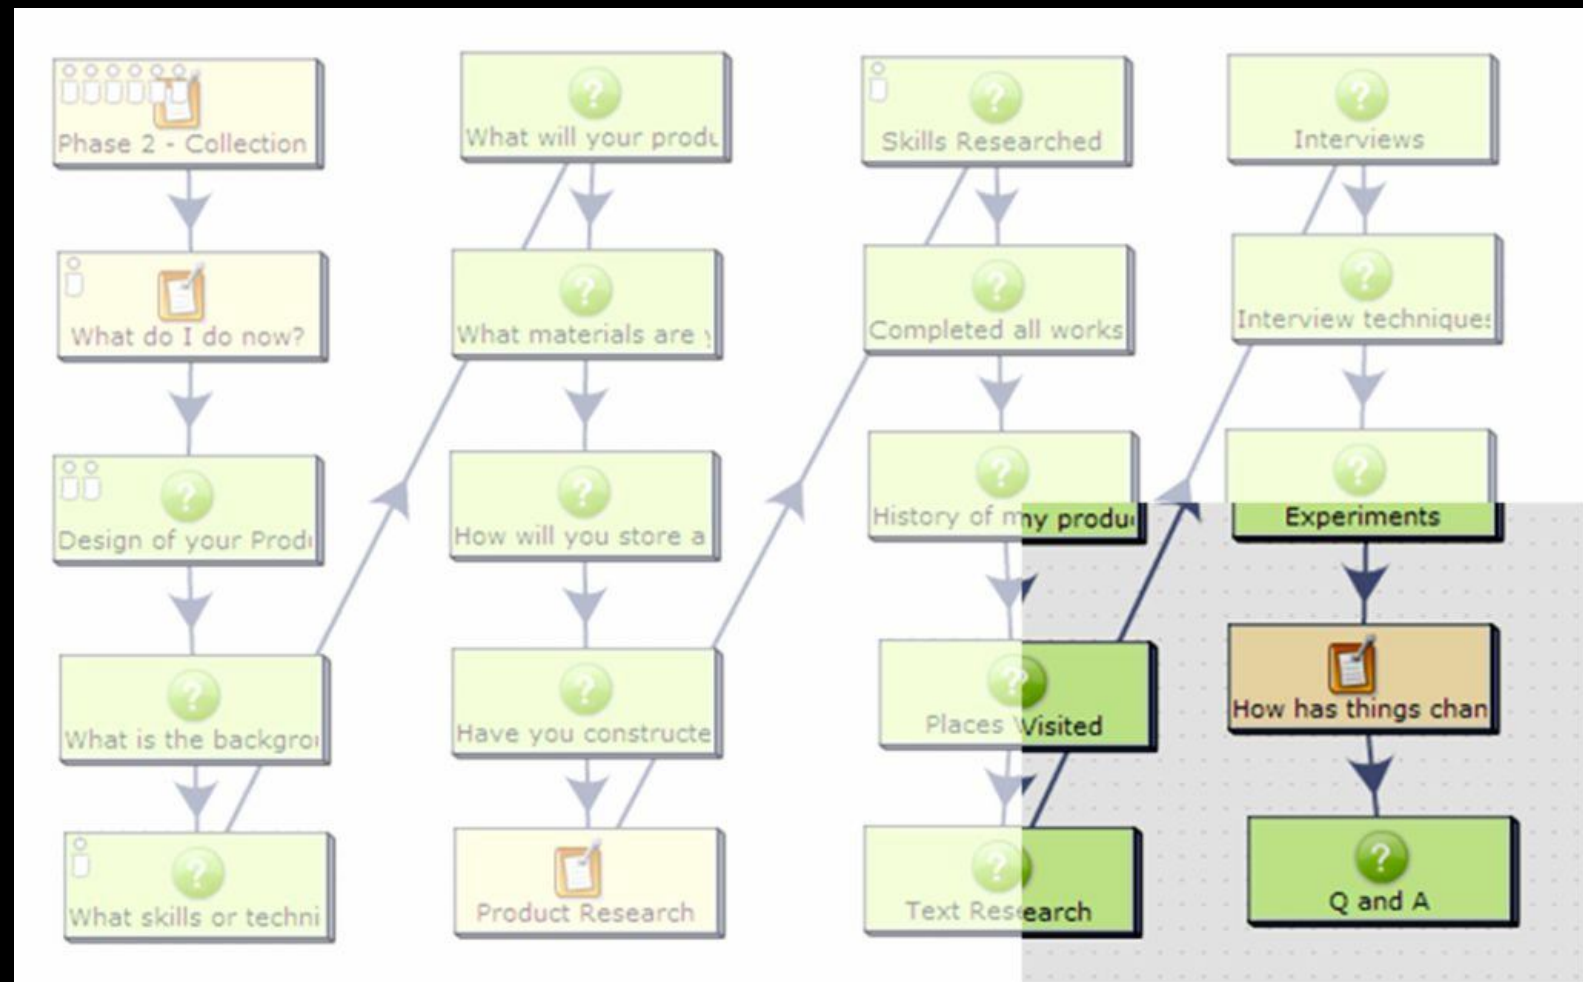 Phase 2 - Collection
What do I do now?
Design of your Prod
What is the backgro
What skills or techni
What will your produ
What materials are
How will you store a
Have you constructe
Product Research
Skills Researched
Completed all works
History of my produ
Places Visited
Text Research
Interviews
Interview techniques
Experiments
How has things chan
Q and A